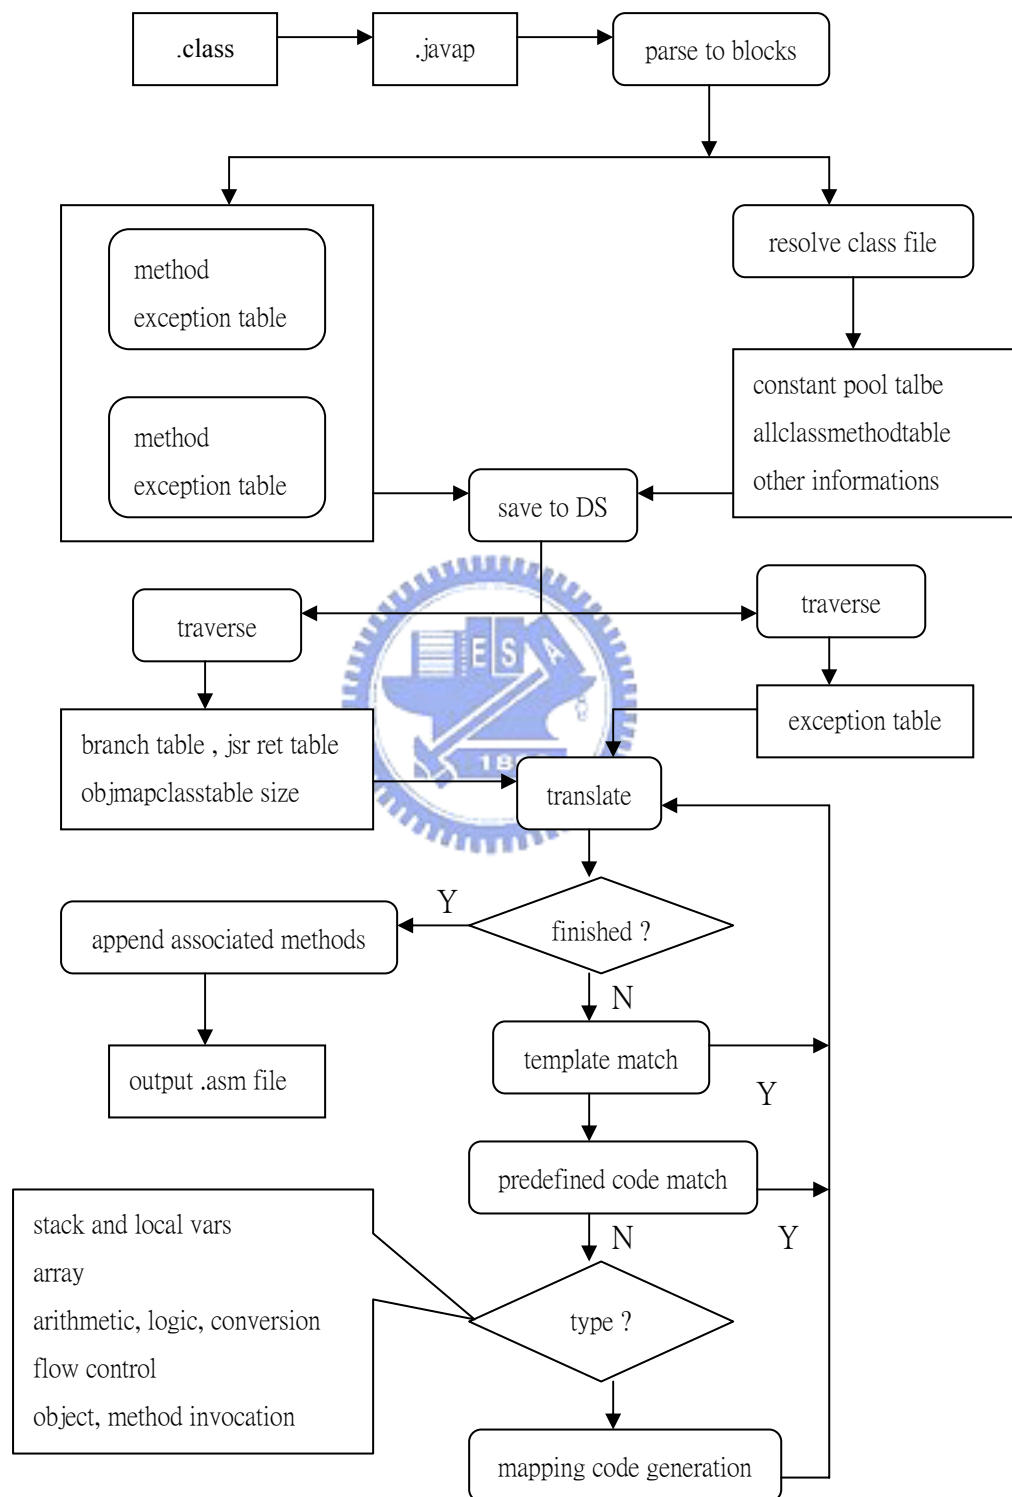 .class
.javap
parse to blocks
method
exception table
method
exception table
resolve class file
constant pool talbe
allclassmethodtable
other informations
save to DS
traverse
traverse
E S A
branch table , jsr ret table
objmapclasstable size
exception table
translate
Y
finished ?
append associated methods
N
output .asm file
template match
Y
predefined code match
N
Y
stack and local vars
array
arithmetic, logic, conversion
flow control
object, method invocation
type ?
mapping code generation